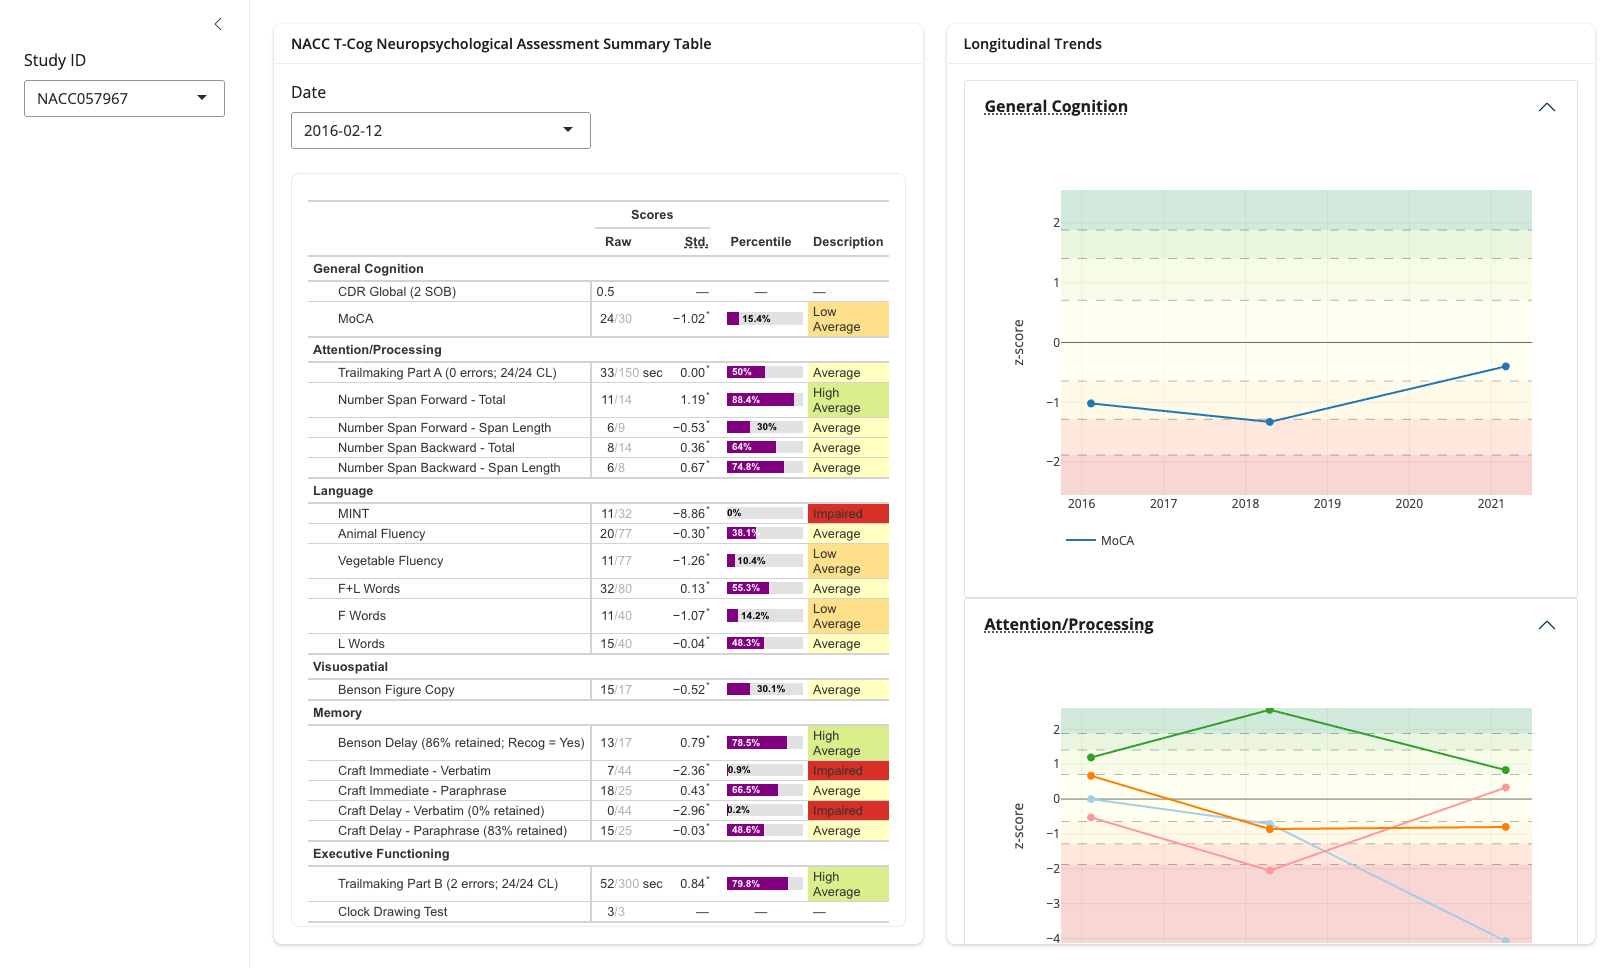 Study ID
NACC057967
NACC T-Cog Neuropsychological Assessment Summary Table
Date
2016-02-12
Scores
Raw Std. Percentile Description
General Cognition
CDR Global (2 SOB) 0.5 — — —
MoCA 24/30 −1.02* 15.4% Low Average
Attention/Processing
Trailmaking Part A (0 errors; 24/24 CL) 33/150 sec 0.00* 50% Average
Number Span Forward - Total 11/14 1.19* 88.4% High Average
Number Span Forward - Span Length 6/9 −0.53* 30% Average
Number Span Backward - Total 8/14 0.36* 64% Average
Number Span Backward - Span Length 6/8 0.67* 74.8% Average
Language
MINT 11/32 −8.86* 0% Impaired
Animal Fluency 20/77 −0.30* 38.1% Average
Vegetable Fluency 11/77 −1.26* 10.4% Low Average
F+L Words 32/80 0.13* 55.3% Average
F Words 11/40 −1.07* 14.2% Low Average
L Words 15/40 −0.04* 48.3% Average
Visuospatial
Benson Figure Copy 15/17 −0.52* 30.1% Average
Memory
Benson Delay (86% retained; Recog = Yes) 13/17 0.79* 78.5% High Average
Craft Immediate - Verbatim 7/44 −2.36* 0.9% Impaired
Craft Immediate - Paraphrase 18/25 0.43* 66.5% Average
Craft Delay - Verbatim (0% retained) 0/44 −2.96* 0.2% Impaired
Craft Delay - Paraphrase (83% retained) 15/25 −0.03* 48.6% Average
Executive Functioning
Trailmaking Part B (2 errors; 24/24 CL) 52/300 sec 0.84* 79.8% High Average
Clock Drawing Test 3/3 — — —
Longitudinal Trends
General Cognition
z-score
2
1
0
−1
−2
2016 2017 2018 2019 2020 2021
MoCA
Attention/Processing
z-score
2
1
0
−1
−2
−3
−4